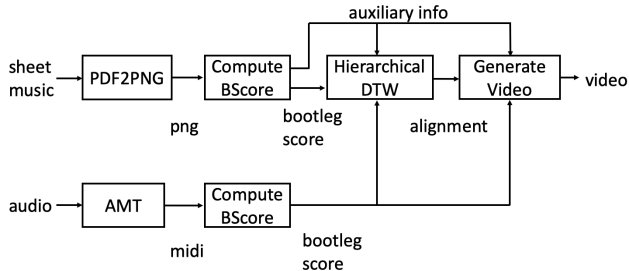 auxiliary info
sheet
music
PDF2PNG
Compute
BScore
Hierarchical
DTW
Generate
Video
video
png
bootleg
score
alignment
audio
AMT
Compute
BScore
midi
bootleg
score